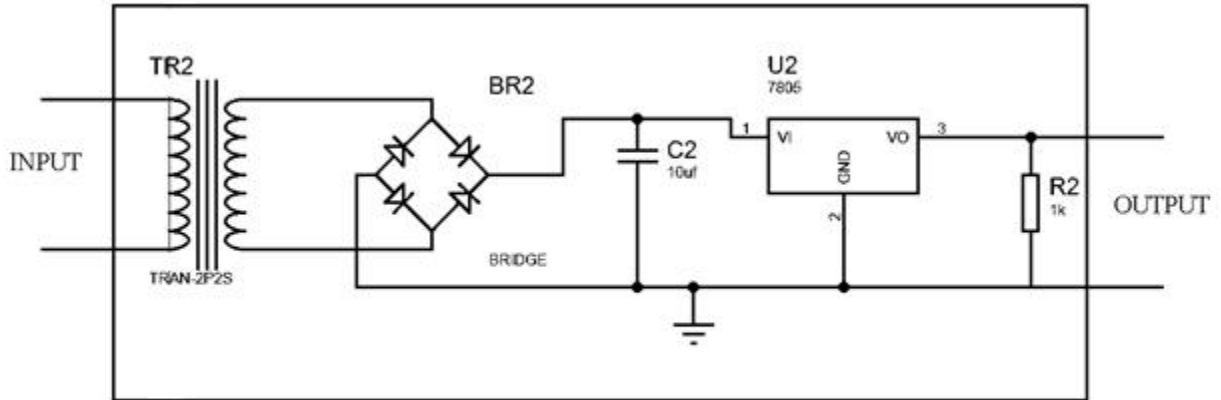 TR2
BR2
U2
7805
1
VI
VO
3
GND
2
C2
10uf
INPUT
R2
1k
OUTPUT
BRIDGE
TRAN-2P2S